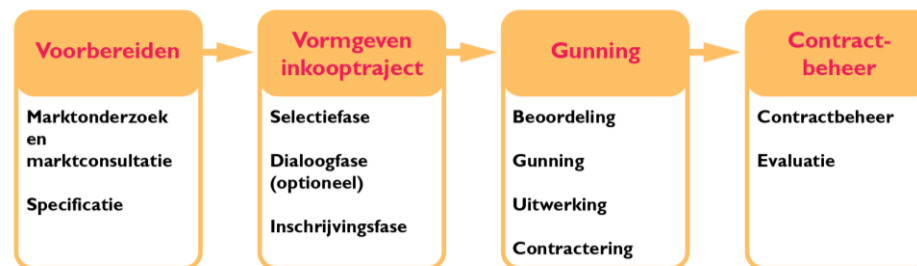 Voorbereiden
Marktonderzoek
en
marktconsultatie
Specificatie
Vormgeven
inkooptraject
Selectiefase
Dialoogfase
(optioneel)
Inschrijvingsfase
Gunning
Beoordeling
Gunning
Uitwerking
Contractering
Contract-
beheer
Contractbeheer
Evaluatie